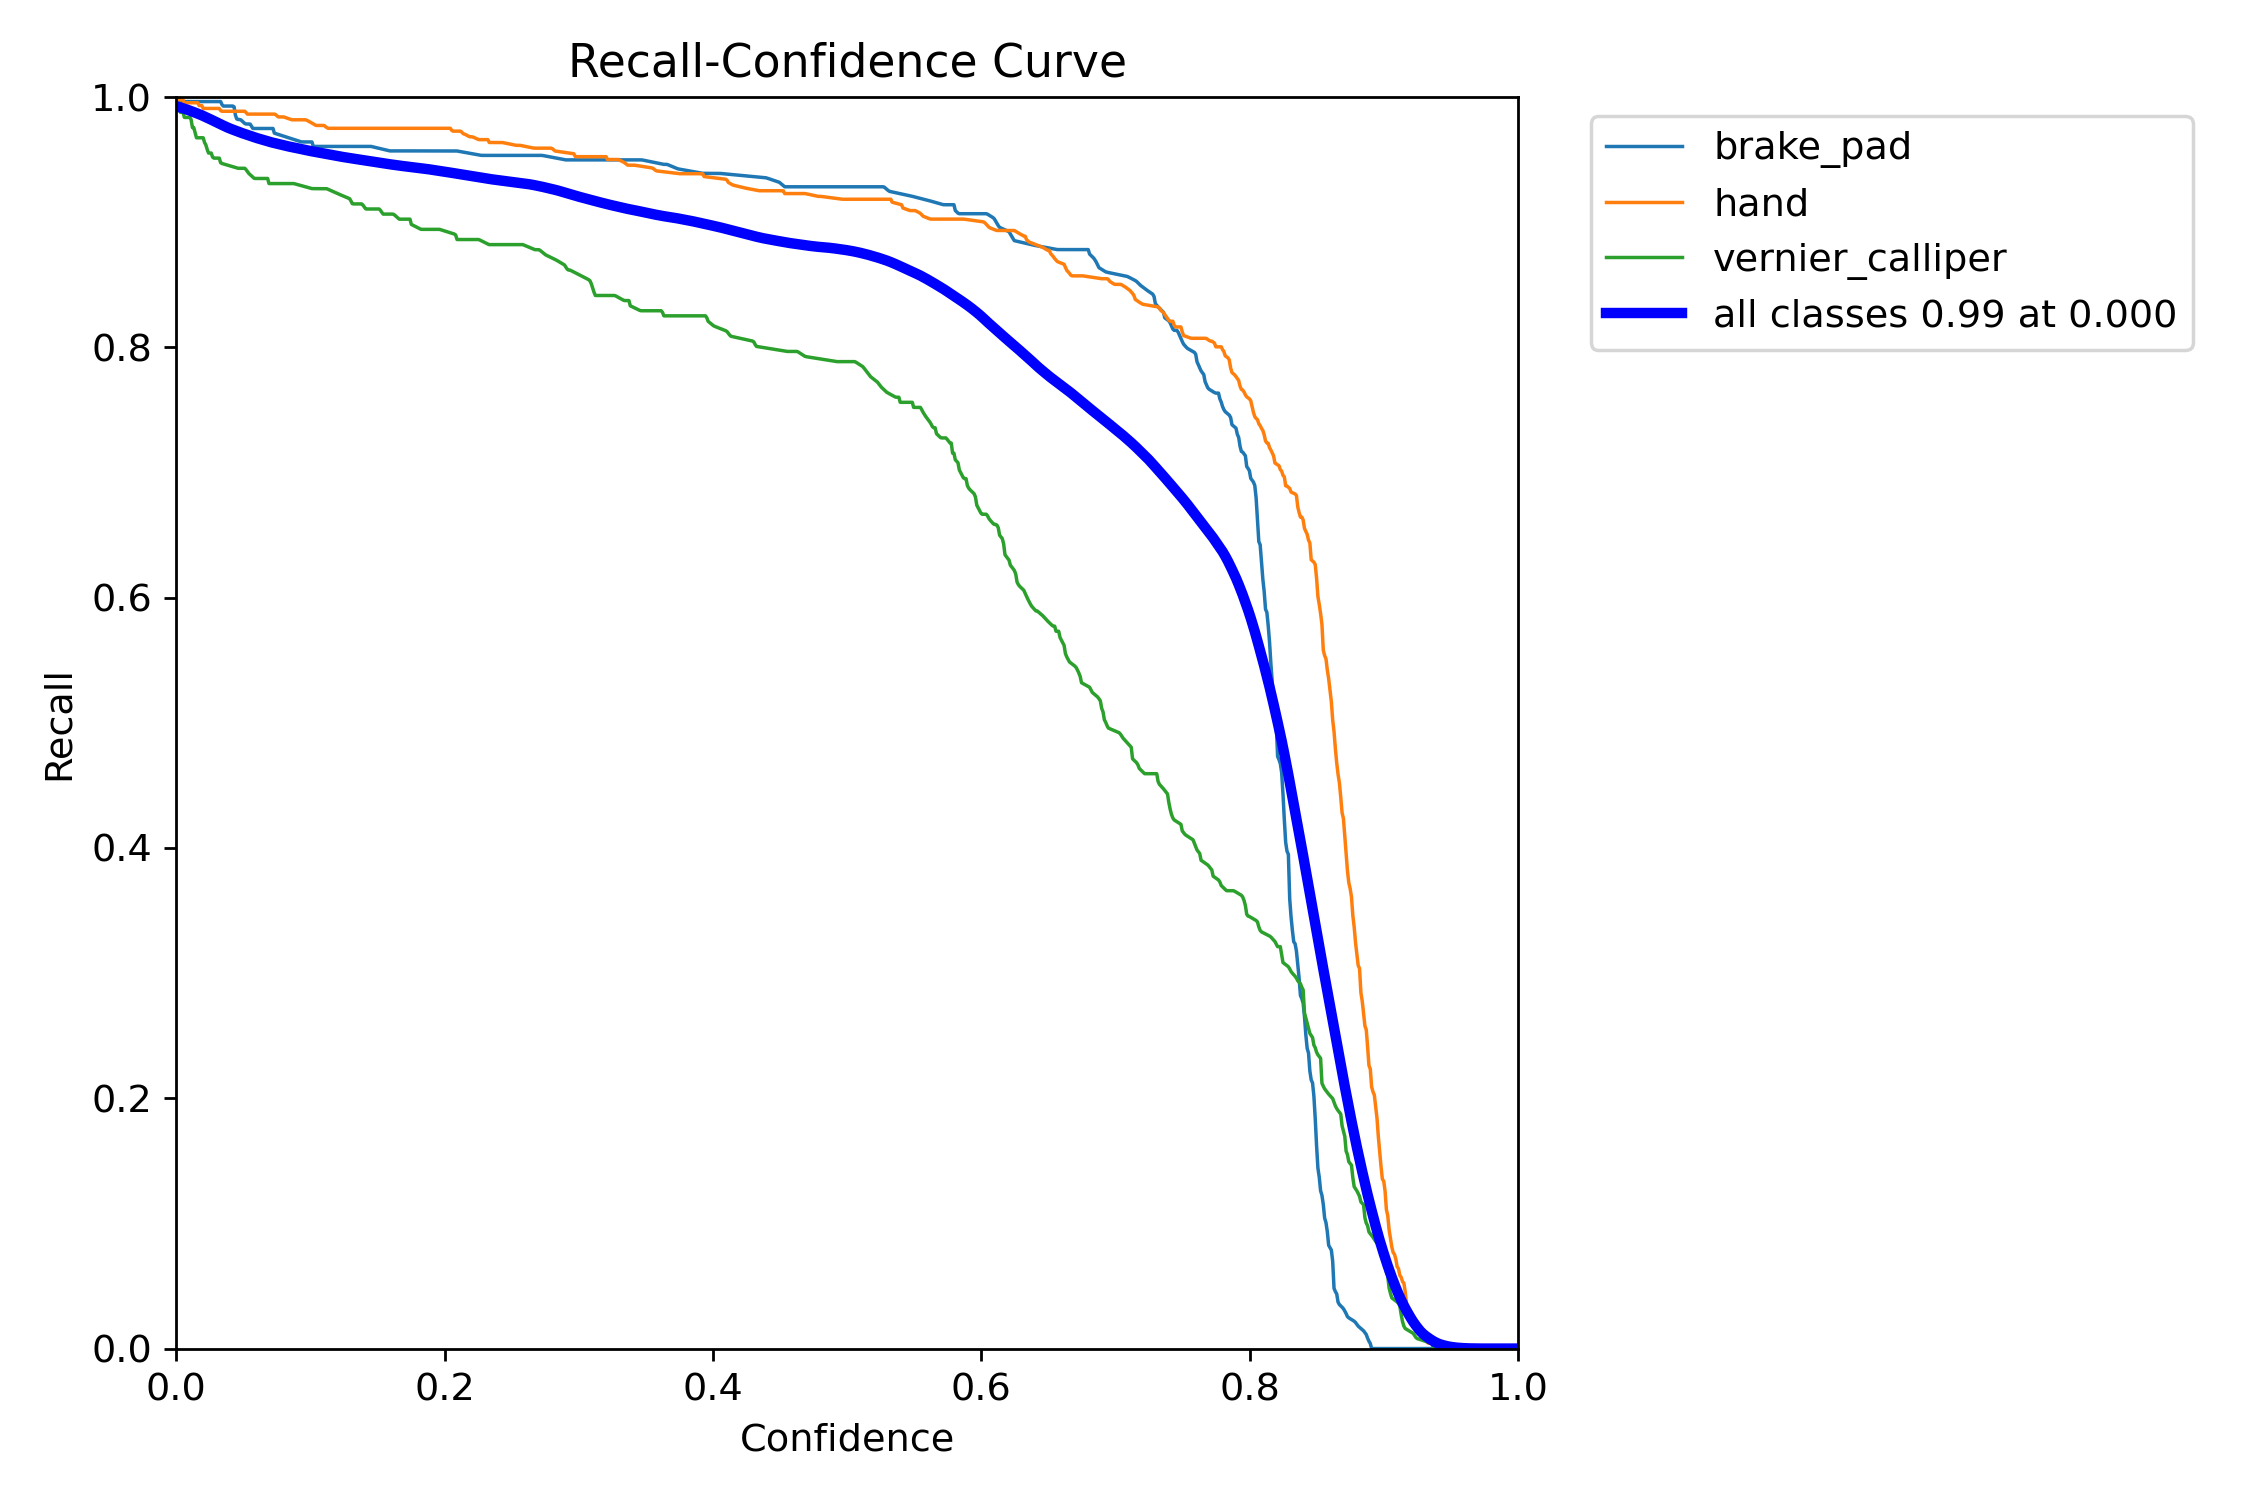 Recall-Confidence Curve
1.0
0.8
0.6
0.4
0.2
0.0
Recall
0.0 0.2 0.4 0.6 0.8 1.0
Confidence
brake_pad
hand
vernier_calliper
all classes 0.99 at 0.000